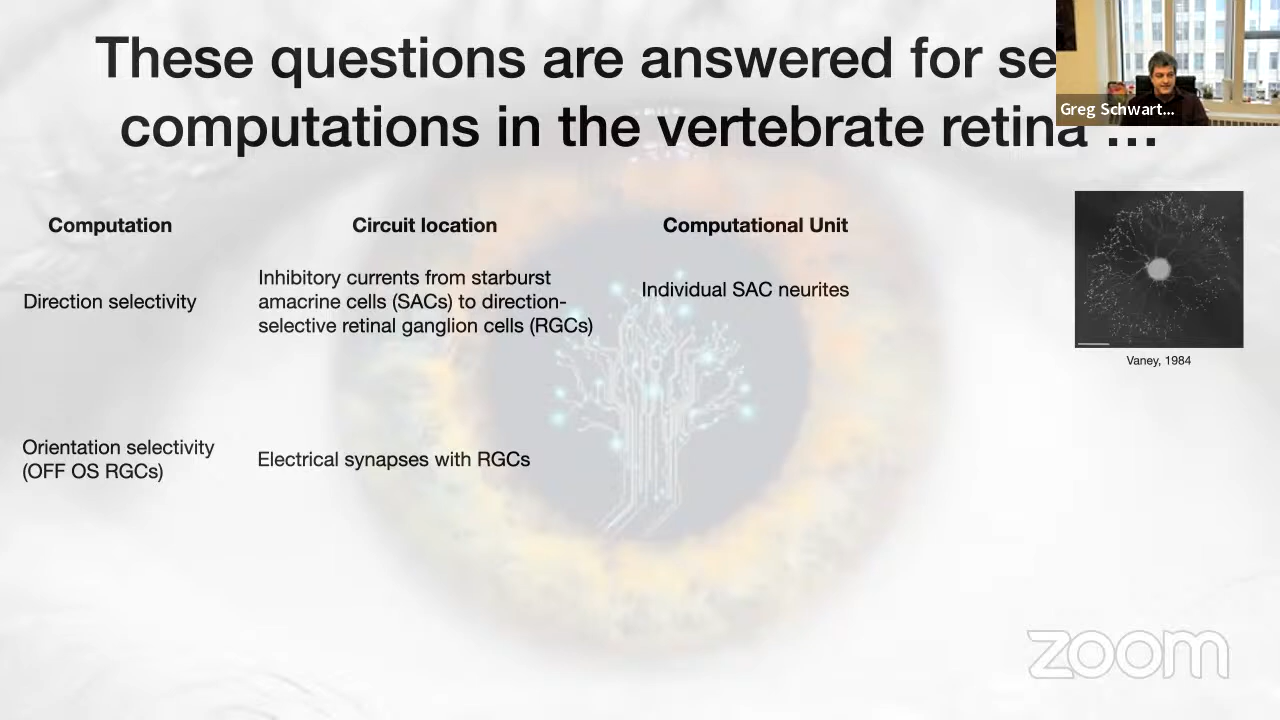 These questions are answered for se
computations in the vertebrate retina ...
Greg Schwart...
Computation
Circuit location
Computational Unit
Direction selectivity
Inhibitory currents from starburst
amacrine cells (SACs) to direction-
selective retinal ganglion cells (RGCs)
Individual SAC neurites
Vaney, 1984
Orientation selectivity
(OFF OS RGCs)
Electrical synapses with RGCs
zoom